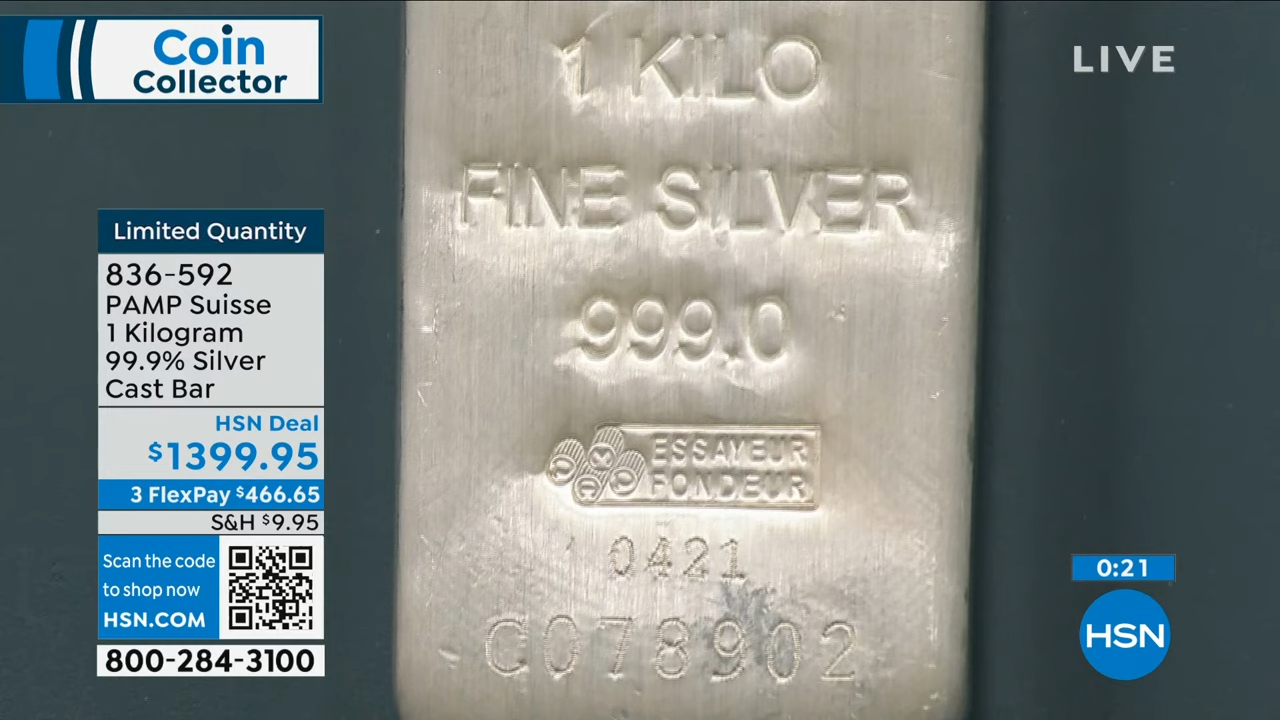 Coin
Collector
LIVE
Limited Quantity
836-592
PAMP Suisse
1 Kilogram
99.9% Silver
Cast Bar
HSN Deal
$1399.95
3 FlexPay $466.65
S&H $9.95
Scan the code
to shop now
HSN.COM
800-284-3100
1 KILO
FINE SILVER
999.0
PAMP
ESSAYEUR
FONDEUR
0421
C078902
0:21
HSN